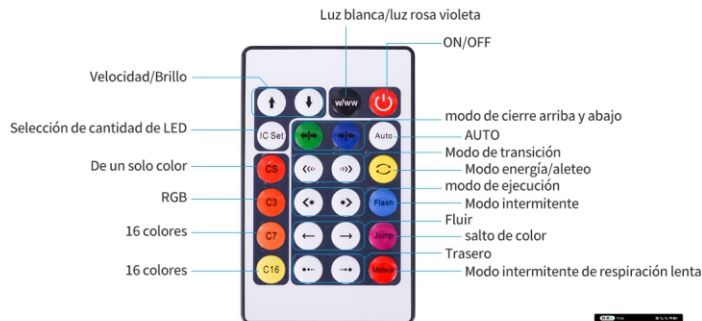 Luz blanca/luz rosa violeta
ON/OFF
Velocidad/Brillo
W/WW
modo de cierre arriba y abajo
Selección de cantidad de LED
IC Set
Auto
AUTO
Modo de transición
De un solo color
CS
Modo energía/aleteo
modo de ejecución
RGB
C3
Flash
Modo intermitente
Fluir
16 colores
C7
Jump
salto de color
Trasero
16 colores
C16
Meteor
Modo intermitente de respiración lenta